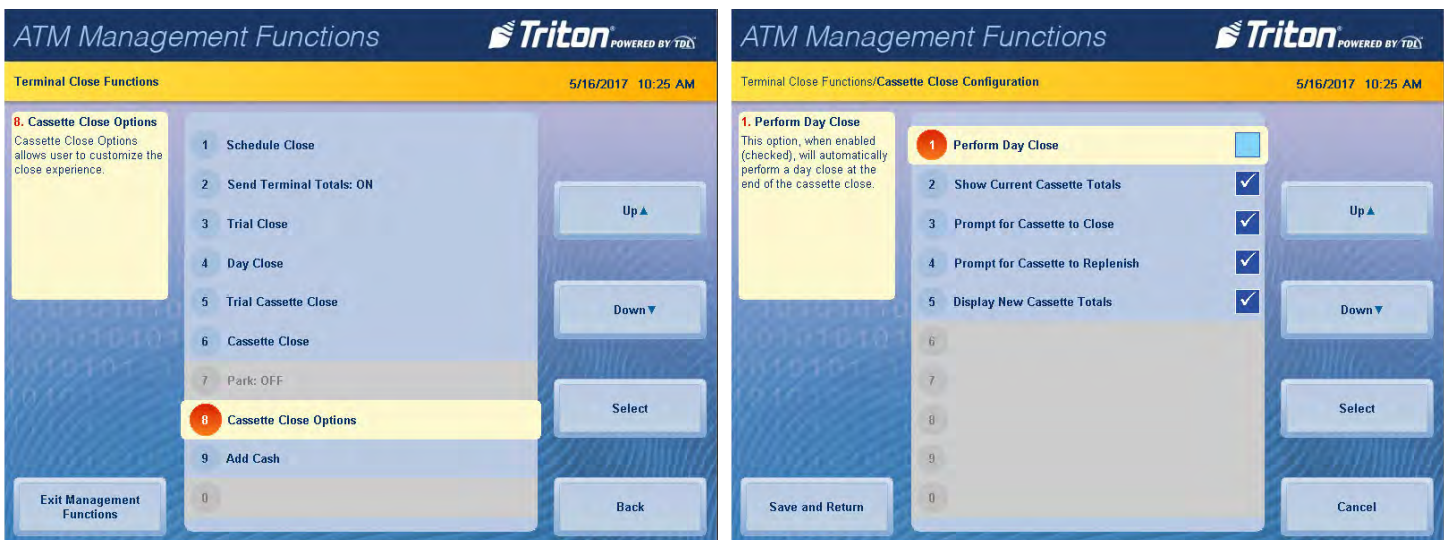 ATM Management Functions
Triton POWERED BY TDL
Terminal Close Functions
5/16/2017 10:25 AM
8. Cassette Close Options
Cassette Close Options
allows user to customize the
close experience.
1 Schedule Close
2 Send Terminal Totals: ON
3 Trial Close
4 Day Close
5 Trial Cassette Close
6 Cassette Close
7 Park: OFF
8 Cassette Close Options
9 Add Cash
0
Up▲
Down▼
Select
Exit Management
Functions
Back
ATM Management Functions
Triton POWERED BY TDL
Terminal Close Functions/Cassette Close Configuration
5/16/2017 10:25 AM
1. Perform Day Close
This option, when enabled
(checked), will automatically
perform a day close at the
end of the cassette close.
1 Perform Day Close
2 Show Current Cassette Totals
3 Prompt for Cassette to Close
4 Prompt for Cassette to Replenish
5 Display New Cassette Totals
6
7
8
9
0
Up▲
Down▼
Select
Save and Return
Cancel